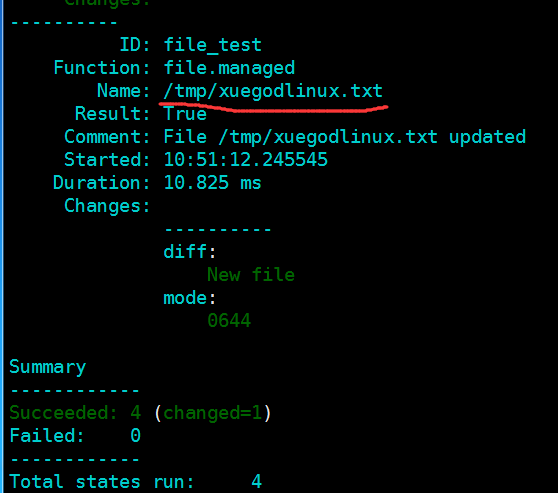 Changes:
----------
ID: file_test
Function: file.managed
Name: /tmp/xuegodlinux.txt
Result: True
Comment: File /tmp/xuegodlinux.txt updated
Started: 10:51:12.245545
Duration: 10.825 ms
Changes:
----------
diff:
New file
mode:
0644
Summary
------------
Succeeded: 4 (changed=1)
Failed:    0
------------
Total states run:     4